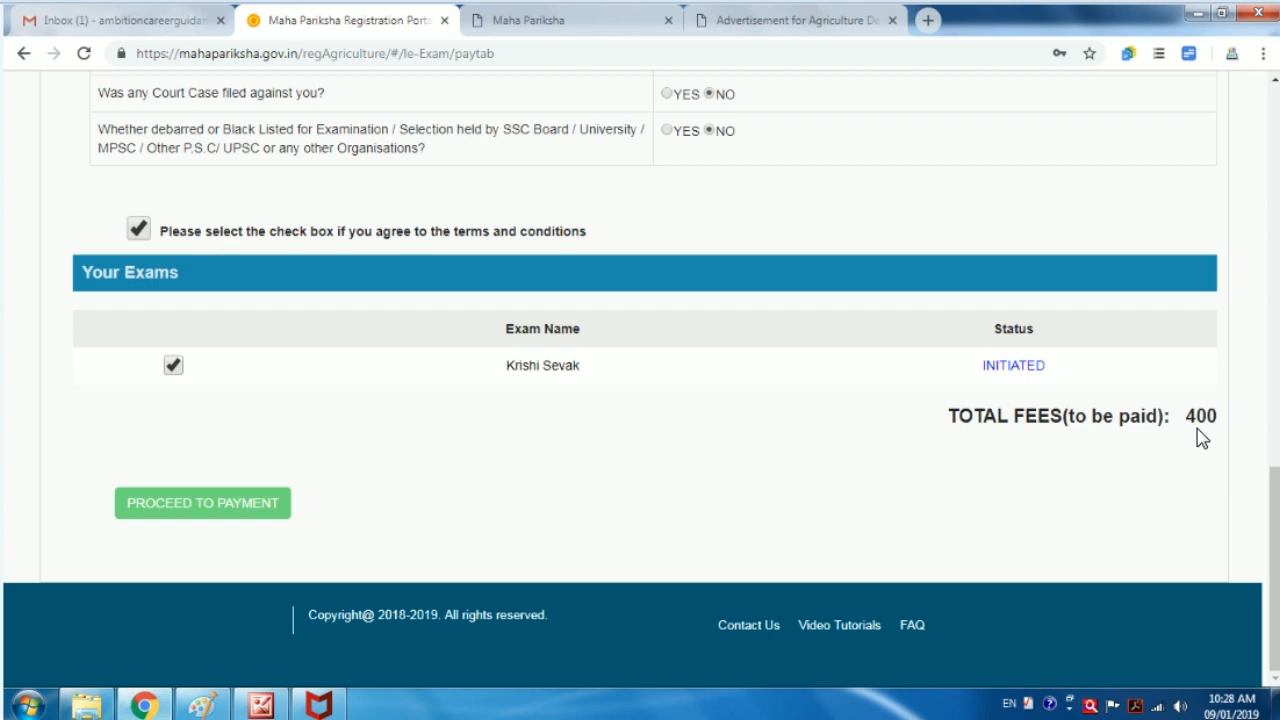 Inbox (1) - ambitioncareerguidan
Maha Pariksha Registration Porta
Maha Pariksha
Advertisement for Agriculture De
https://mahapariksha.gov.in/regAgriculture/#/le-Exam/paytab
Was any Court Case filed against you?
YES NO
Whether debarred or Black Listed for Examination / Selection held by SSC Board / University /
MPSC / Other P.S.C/ UPSC or any other Organisations?
YES NO
Please select the check box if you agree to the terms and conditions
Your Exams
Exam Name Status
Krishi Sevak INITIATED
TOTAL FEES(to be paid): 400
PROCEED TO PAYMENT
Copyright@ 2018-2019. All rights reserved.
Contact Us Video Tutorials FAQ
EN
10:28 AM
09/01/2019